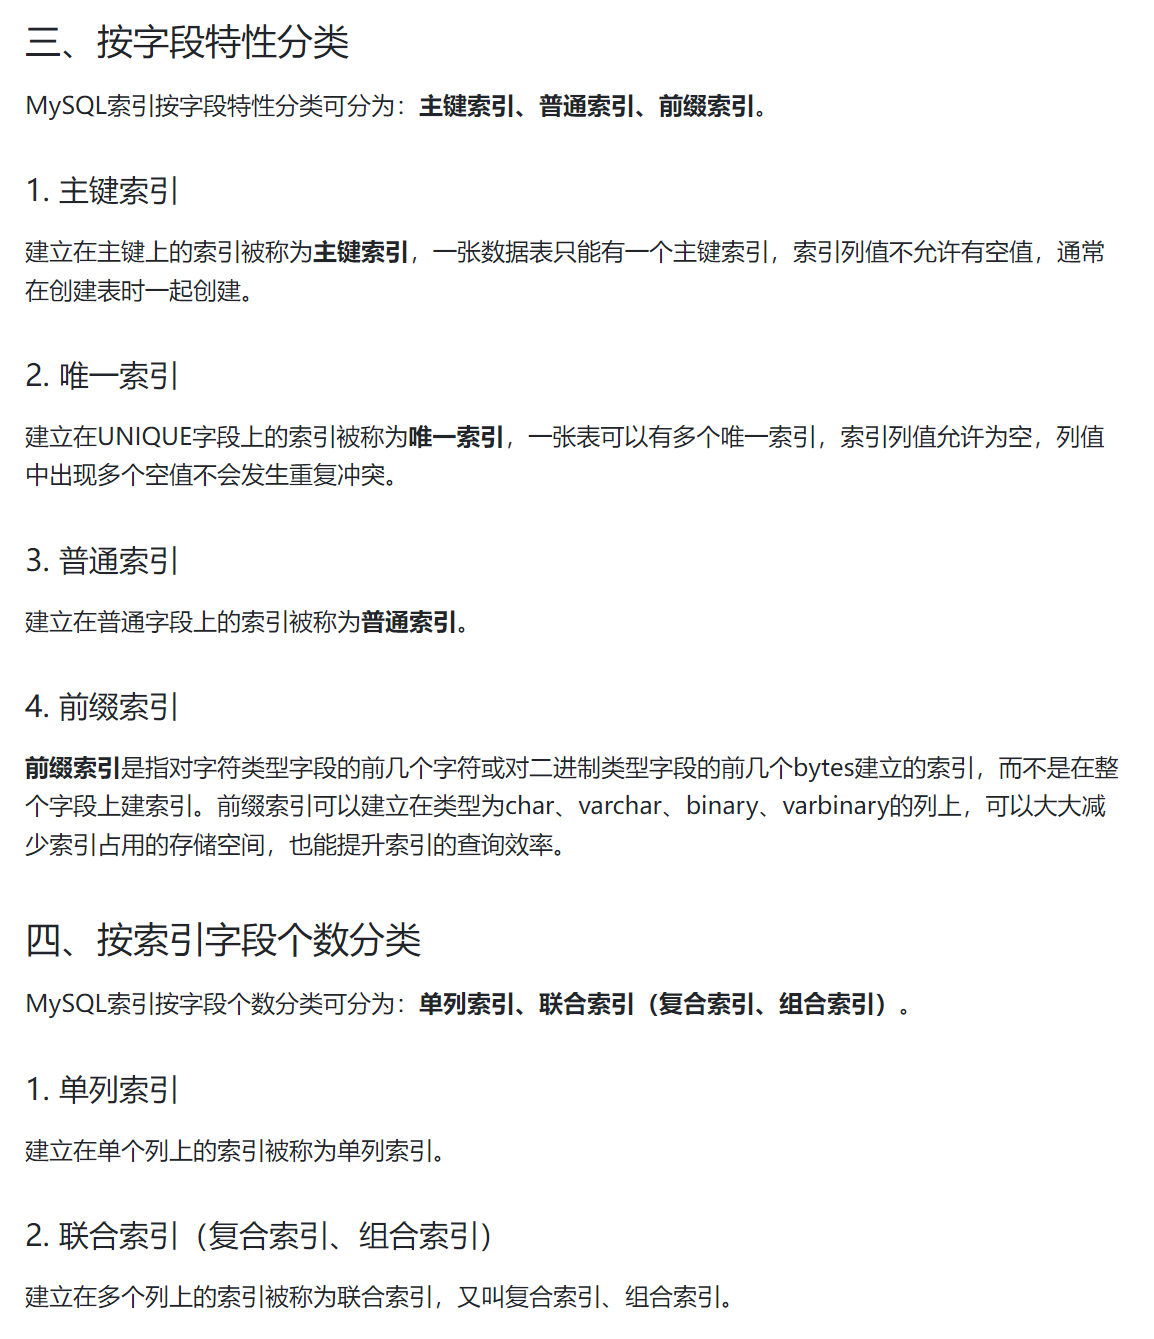 三、按字段特性分类
MySQL索引按字段特性分类可分为：主键索引、普通索引、前缀索引。
1. 主键索引
建立在主键上的索引被称为主键索引，一张数据表只能有一个主键索引，索引列值不允许有空值，通常
在创建表时一起创建。
2. 唯一索引
建立在UNIQUE字段上的索引被称为唯一索引，一张表可以有多个唯一索引，索引列值允许为空，列值
中出现多个空值不会发生重复冲突。
3. 普通索引
建立在普通字段上的索引被称为普通索引。
4. 前缀索引
前缀索引是指对字符类型字段的前几个字符或对二进制类型字段的前几个bytes建立的索引，而不是在整
个字段上建索引。前缀索引可以建立在类型为char、varchar、binary、varbinary的列上，可以大大减
少索引占用的存储空间，也能提升索引的查询效率。
四、按索引字段个数分类
MySQL索引按字段个数分类可分为：单列索引、联合索引（复合索引、组合索引）。
1. 单列索引
建立在单个列上的索引被称为单列索引。
2. 联合索引（复合索引、组合索引）
建立在多个列上的索引被称为联合索引，又叫复合索引、组合索引。